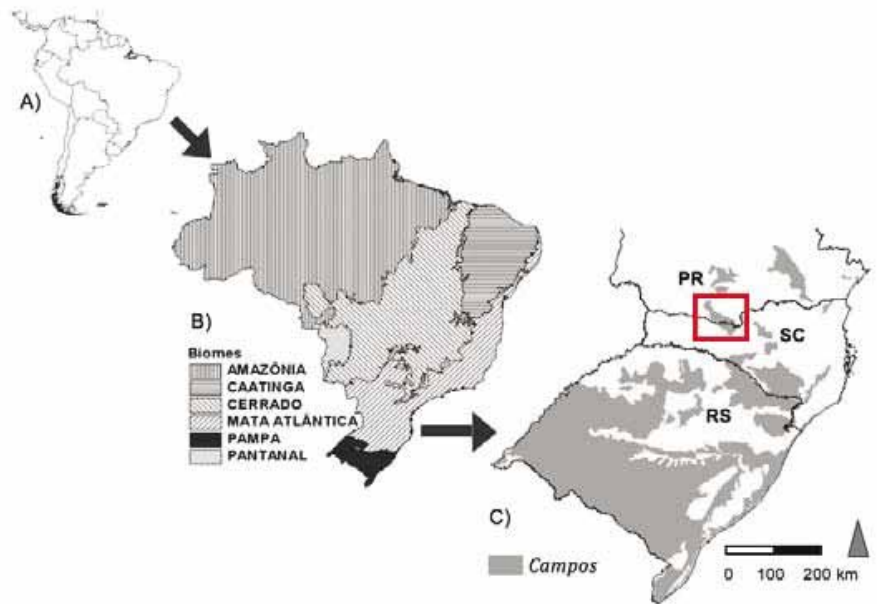 A)
B)
Biomes
AMAZÔNIA
CAATINGA
CERRADO
MATA ATLÂNTICA
PAMPA
PANTANAL
PR
SC
RS
C)
Campos
0 100 200 km